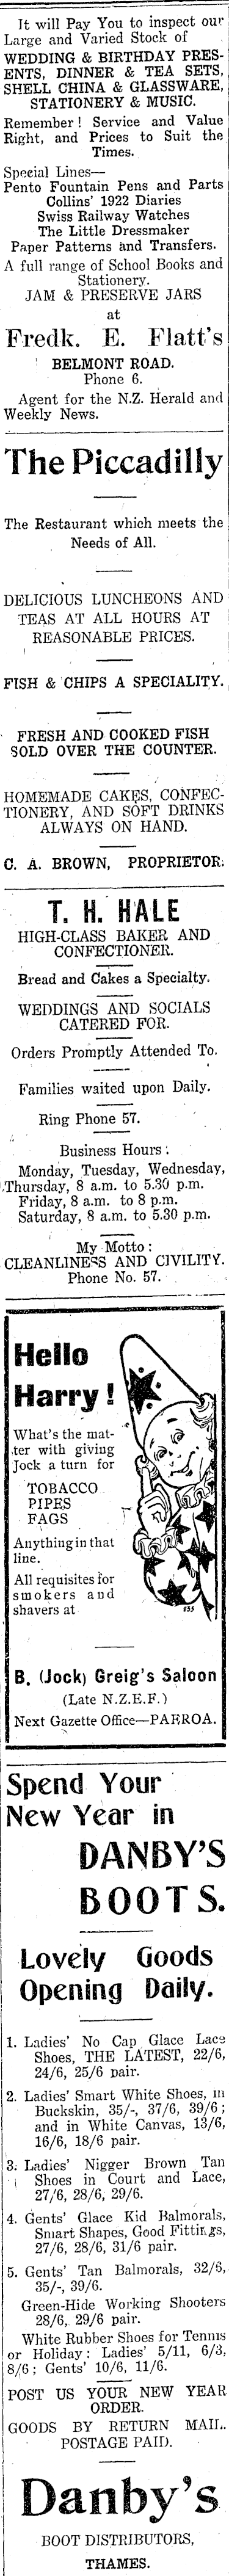 It will Pay You to inspect our
Large and Varied Stock of
WEDDING & BIRTHDAY PRES-
ENTS, DINNER & TEA SETS,
SHELL CHINA & GLASSWARE,
STATIONERY & MUSIC.
Remember! Service and Value
Right, and Prices to Suit the
Times.
Special Lines—
Pento Fountain Pens and Parts
Collins' 1922 Diaries
Swiss Railway Watches
The Little Dressmaker
Paper Patterns and Transfers.
A full range of School Books and
Stationery.
JAM & PRESERVE JARS
at
Fredk. E. Flatt's
BELMONT ROAD.
Phone 6.
Agent for the N.Z. Herald and
Weekly News.
The Piccadilly
The Restaurant which meets the
Needs of All.
DELICIOUS LUNCHEONS AND
TEAS AT ALL HOURS AT
REASONABLE PRICES.
FISH & CHIPS A SPECIALITY.
FRESH AND COOKED FISH
SOLD OVER THE COUNTER.
HOMEMADE CAKES, CONFEC-
TIONERY, AND SOFT DRINKS
ALWAYS ON HAND.
C. A. BROWN, PROPRIETOR.
T. H. HALE
HIGH-CLASS BAKER AND
CONFECTIONER.
Bread and Cakes a Specialty.
WEDDINGS AND SOCIALS
CATERED FOR.
Orders Promptly Attended To.
Families waited upon Daily.
Ring Phone 57.
Business Hours:
Monday, Tuesday, Wednesday,
Thursday, 8 a.m. to 5.30 p.m.
Friday, 8 a.m. to 8 p.m.
Saturday, 8 a.m. to 5.30 p.m.
My Motto:
CLEANLINESS AND CIVILITY.
Phone No. 57.
Hello
Harry!
What's the mat-
ter with giving
Jock a turn for
TOBACCO
PIPES
FAGS
Anything in that
line.
All requisites for
smokers and
shavers at
B. (Jock) Greig's Saloon
(Late N.Z.E.F.)
Next Gazette Office—PAEROA.
Spend Your
New Year in
DANBY'S
BOOTS.
Lovely Goods
Opening Daily.
1. Ladies' No Cap Glace Lace
Shoes, THE LATEST, 22/6,
24/6, 25/6 pair.
2. Ladies' Smart White Shoes, in
Buckskin, 35/-, 37/6, 39/6;
and in White Canvas, 13/6,
16/6, 18/6 pair.
3. Ladies' Nigger Brown Tan
Shoes in Court and Lace,
27/6, 28/6, 29/6.
4. Gents' Glace Kid Balmorals,
Smart Shapes, Good Fittings,
27/6, 28/6, 31/6 pair.
5. Gents' Tan Balmorals, 32/6,
35/-, 39/6.
Green-Hide Working Shooters
28/6, 29/6 pair.
White Rubber Shoes for Tennis
or Holiday: Ladies' 5/11, 6/3,
8/6; Gents' 10/6, 11/6.
POST US YOUR NEW YEAR
ORDER.
GOODS BY RETURN MAIL.
POSTAGE PAID.
Danby's
BOOT DISTRIBUTORS,
THAMES.